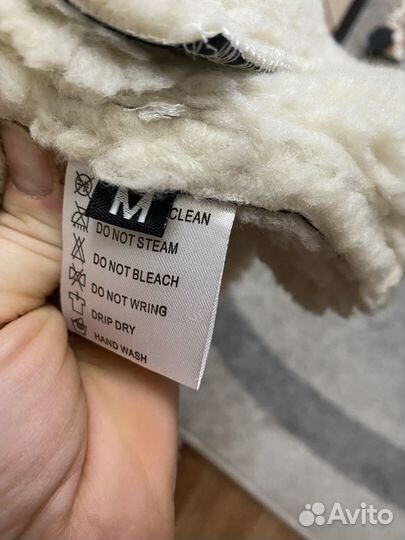 M
CLEAN
DO NOT STEAM
DO NOT BLEACH
DO NOT WRING
DRIP DRY
HAND WASH
Avito